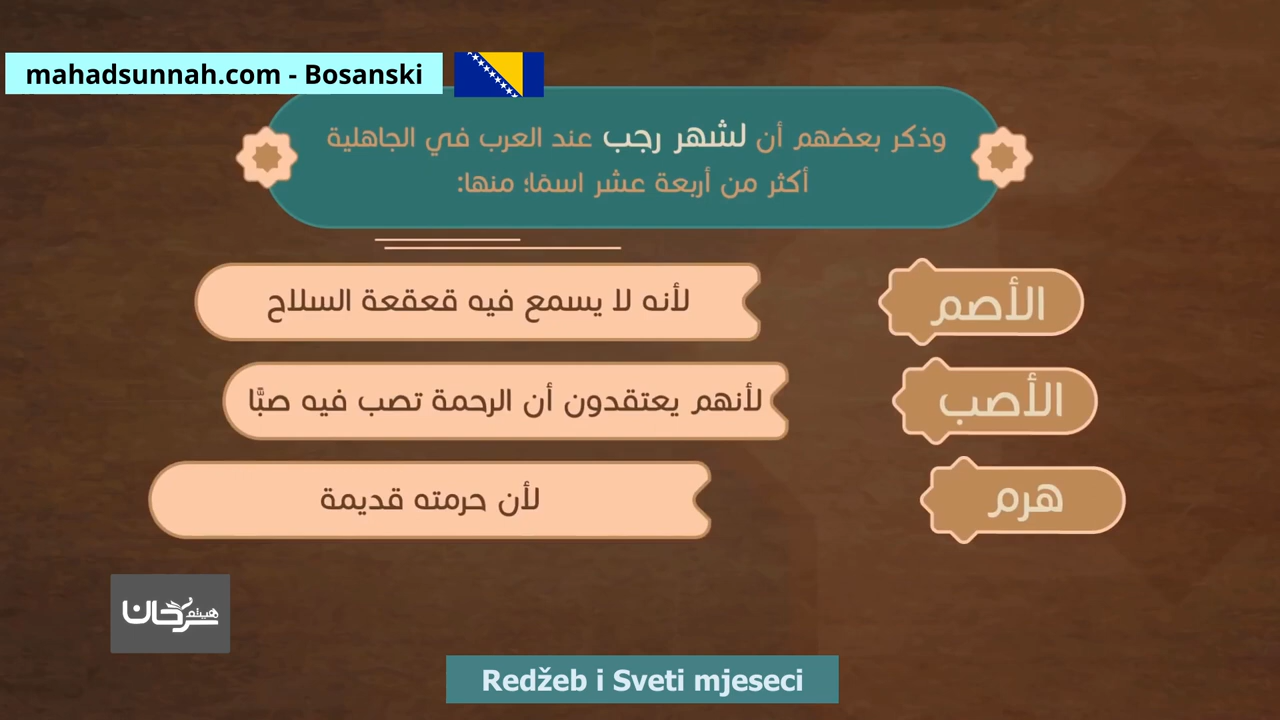 mahadsunnah.com - Bosanski
وذكر بعضهم أن لشهر رجب عند العرب في الجاهلية
أكثر من أربعة عشر اسمًا؛ منها:
الأصم
لأنه لا يسمع فيه قعقعة السلاح
الأصب
لأنهم يعتقدون أن الرحمة تصب فيه صبًّا
هرم
لأن حرمته قديمة
هيثم سرحان
Redžeb i Sveti mjeseci